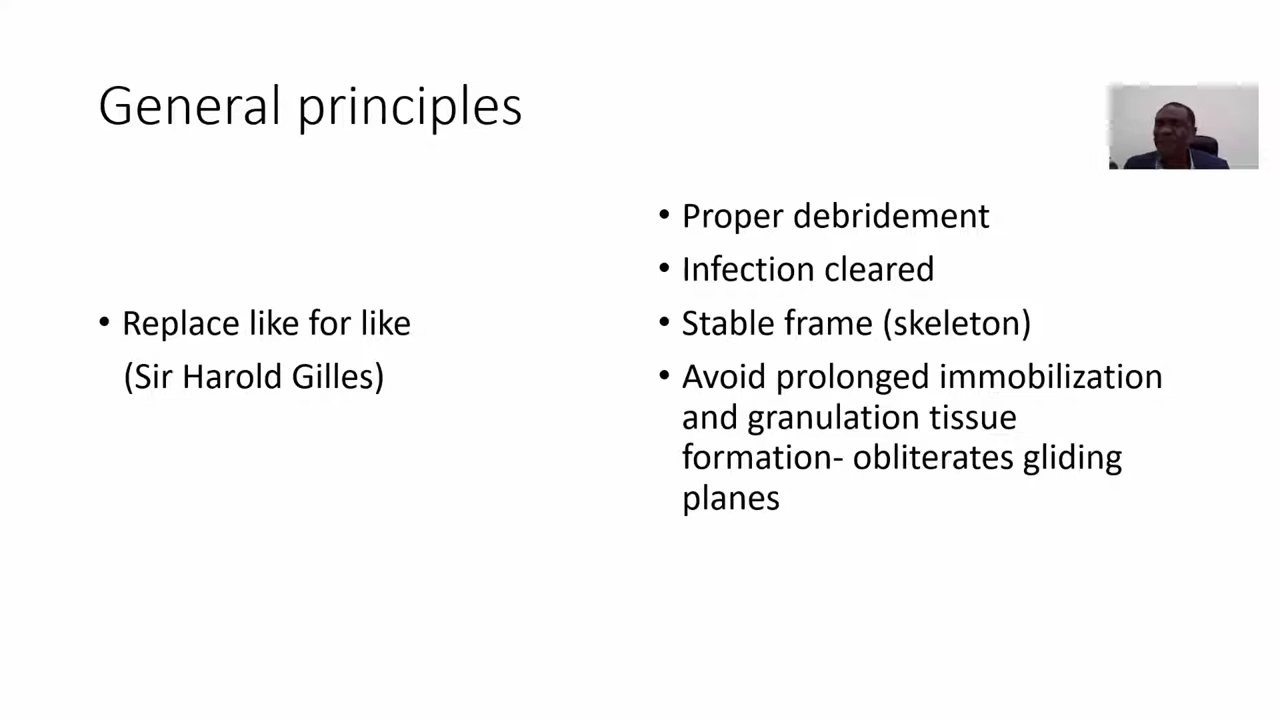 General principles
• Replace like for like
(Sir Harold Gilles)
• Proper debridement
• Infection cleared
• Stable frame (skeleton)
• Avoid prolonged immobilization
and granulation tissue
formation- obliterates gliding
planes